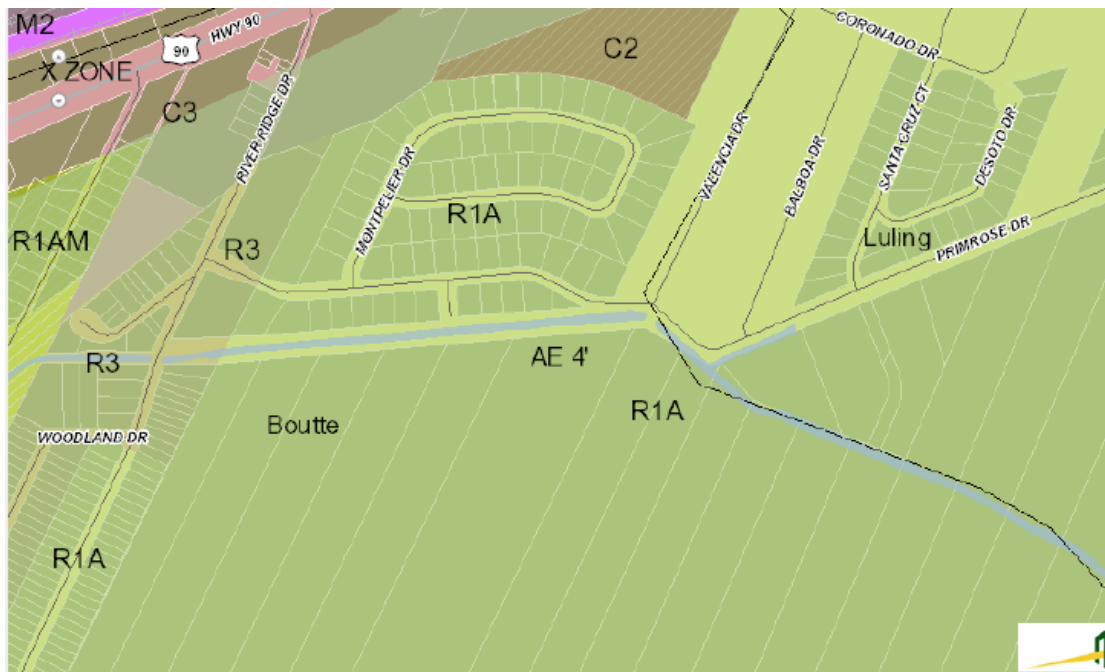 M2
HWY 90
90
C2
CORONADO DR
X ZONE
C3
RIVER RIDGE DR
VALENCIA DR
BALBOA DR
SANTA CRUZ CT
DESOTO DR
MONTPELIER DR
R1A
R1AM
R3
Luling
PRIMROSE DR
R3
AE 4'
R1A
Boutte
WOODLAND DR
R1A